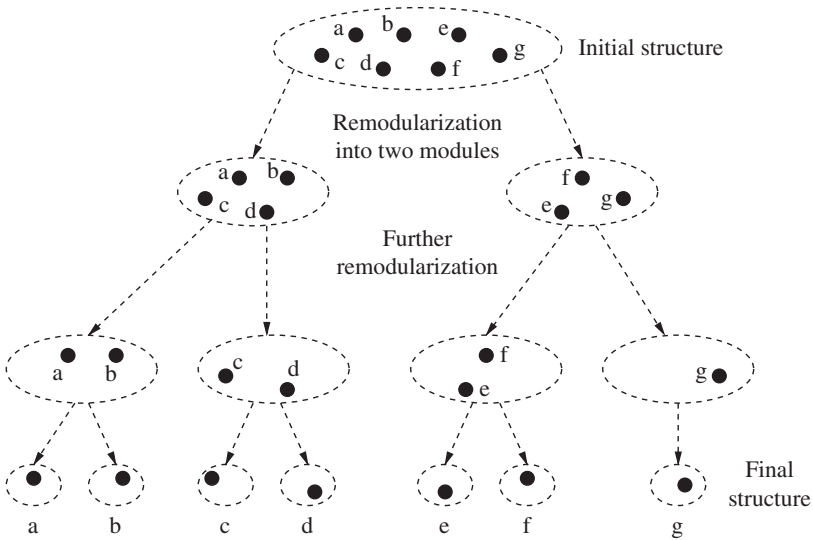 a b e
c d f g
Initial structure
Remodularization
into two modules
a b
c d
f
e g
Further
remodularization
a b
c d
f
e
g
Final
structure
a b c d e f g